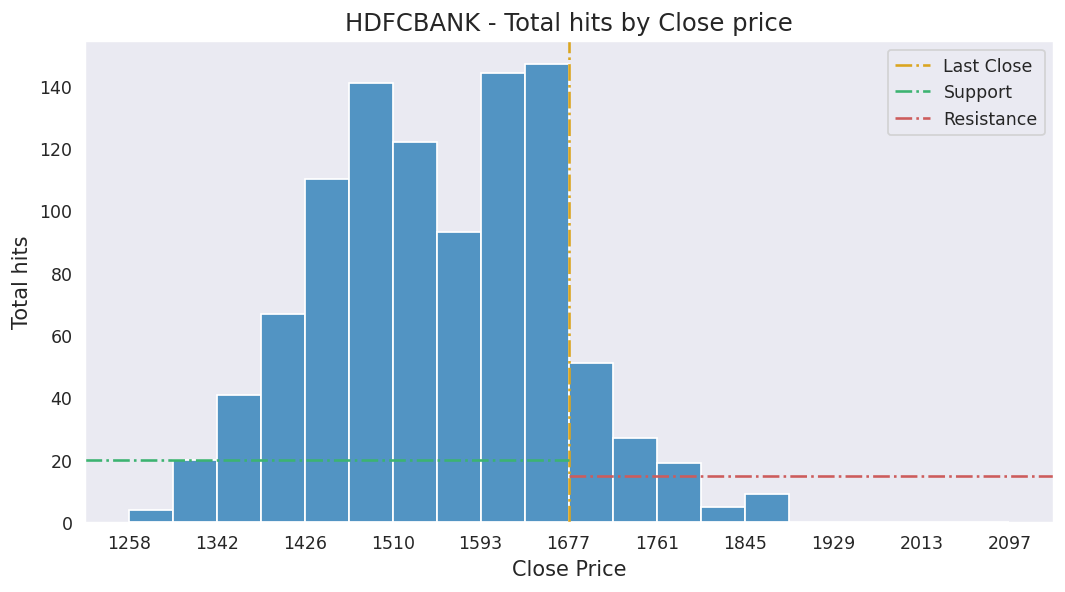 HDFCBANK - Total hits by Close price
Last Close
Support
Resistance
Total hits
140
120
100
80
60
40
20
0
1258 1342 1426 1510 1593 1677 1761 1845 1929 2013 2097
Close Price